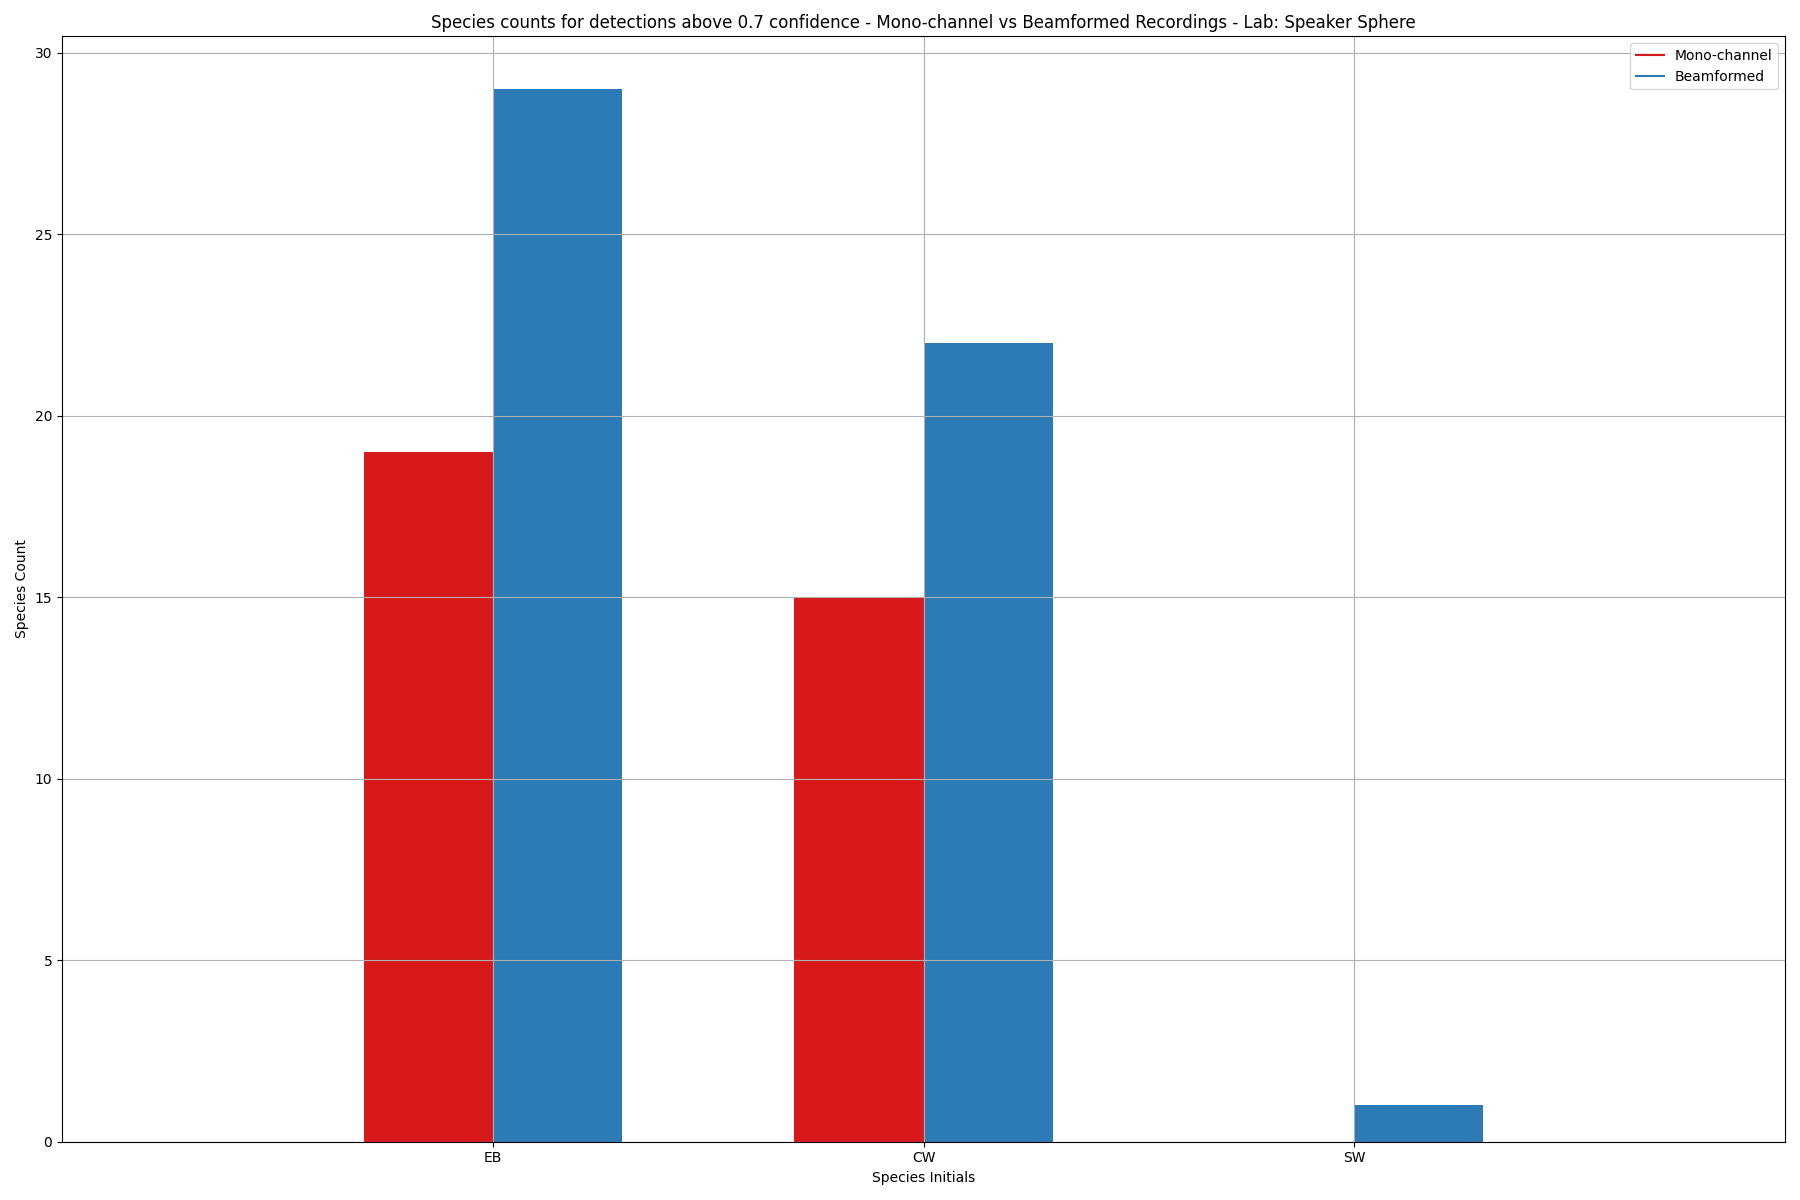 Species counts for detections above 0.7 confidence - Mono-channel vs Beamformed Recordings - Lab: Speaker Sphere
Mono-channel
Beamformed
Species Count
30
25
20
15
10
5
0
EB CW SW
Species Initials